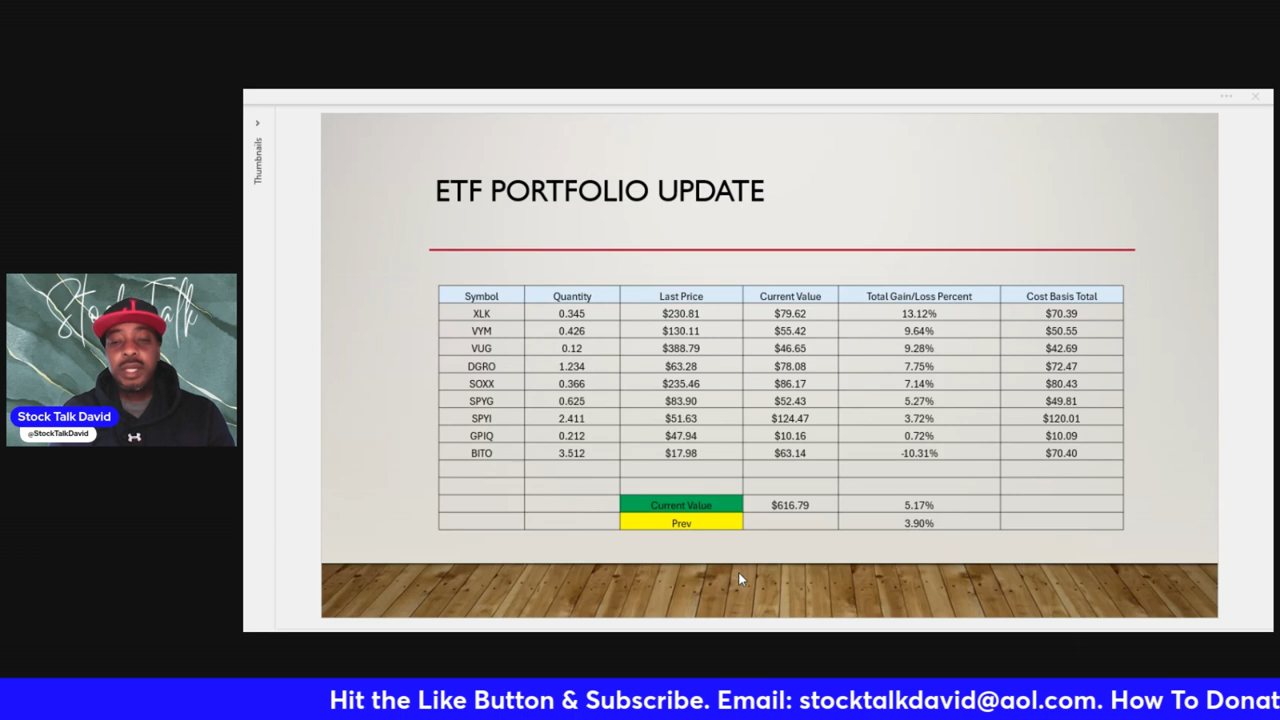 Thumbnails
ETF PORTFOLIO UPDATE
Symbol Quantity Last Price Current Value Total Gain/Loss Percent Cost Basis Total
XLK 0.345 $230.81 $79.62 13.12% $70.39
VYM 0.426 $130.11 $55.42 9.64% $50.55
VUG 0.12 $388.79 $46.65 9.28% $42.69
DGRO 1.234 $63.28 $78.08 7.75% $72.47
SOXX 0.366 $235.46 $86.17 7.14% $80.43
SPYG 0.625 $83.90 $52.43 5.27% $49.81
SPYI 2.411 $51.63 $124.47 3.72% $120.01
GPIQ 0.212 $47.94 $10.16 0.72% $10.09
BITO 3.512 $17.98 $63.14 -10.31% $70.40
Current Value $616.79 5.17%
Prev 3.90%
Stock Talk
Stock Talk David
@StockTalkDavid
Hit the Like Button & Subscribe. Email: stocktalkdavid@aol.com. How To Donat